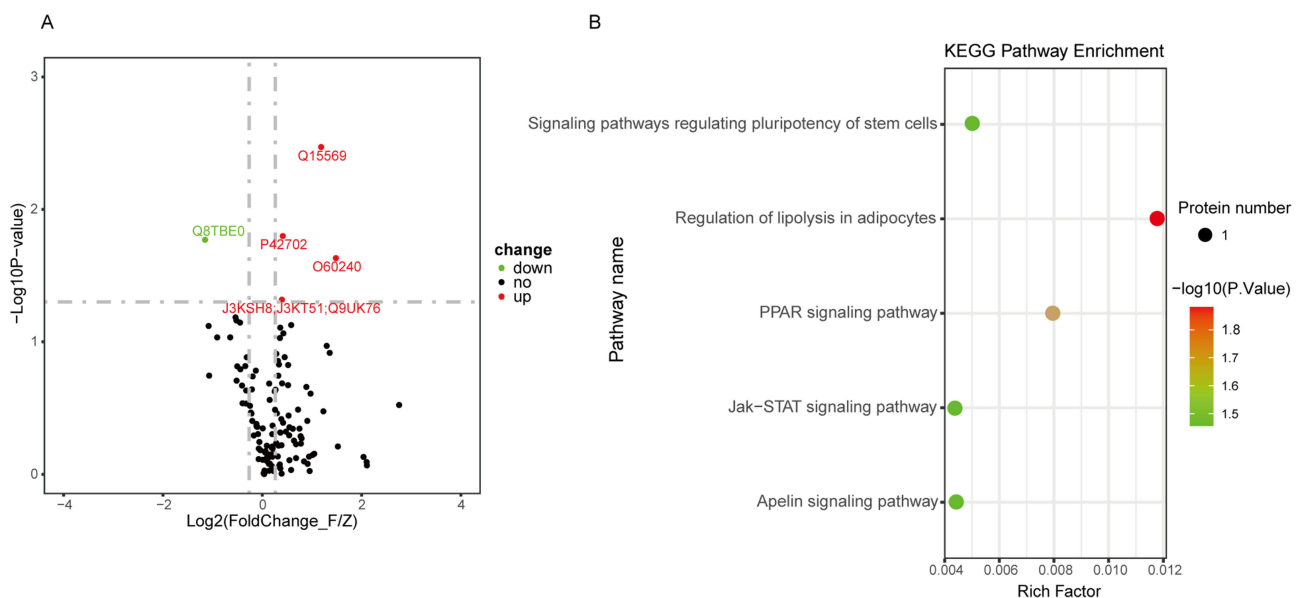 A
3
2
1
0
−Log10P−value)
Q15569
Q8TBE0
P42702
O60240
J3KSH8;J3KT51;Q9UK76
−4
−2
0
2
4
Log2(FoldChange_F/Z)
change
down
no
up
B
KEGG Pathway Enrichment
Pathway name
Signaling pathways regulating pluripotency of stem cells
Regulation of lipolysis in adipocytes
PPAR signaling pathway
Jak−STAT signaling pathway
Apelin signaling pathway
0.004
0.006
0.008
0.010
0.012
Rich Factor
Protein number
1
−log10(P.Value)
1.8
1.7
1.6
1.5